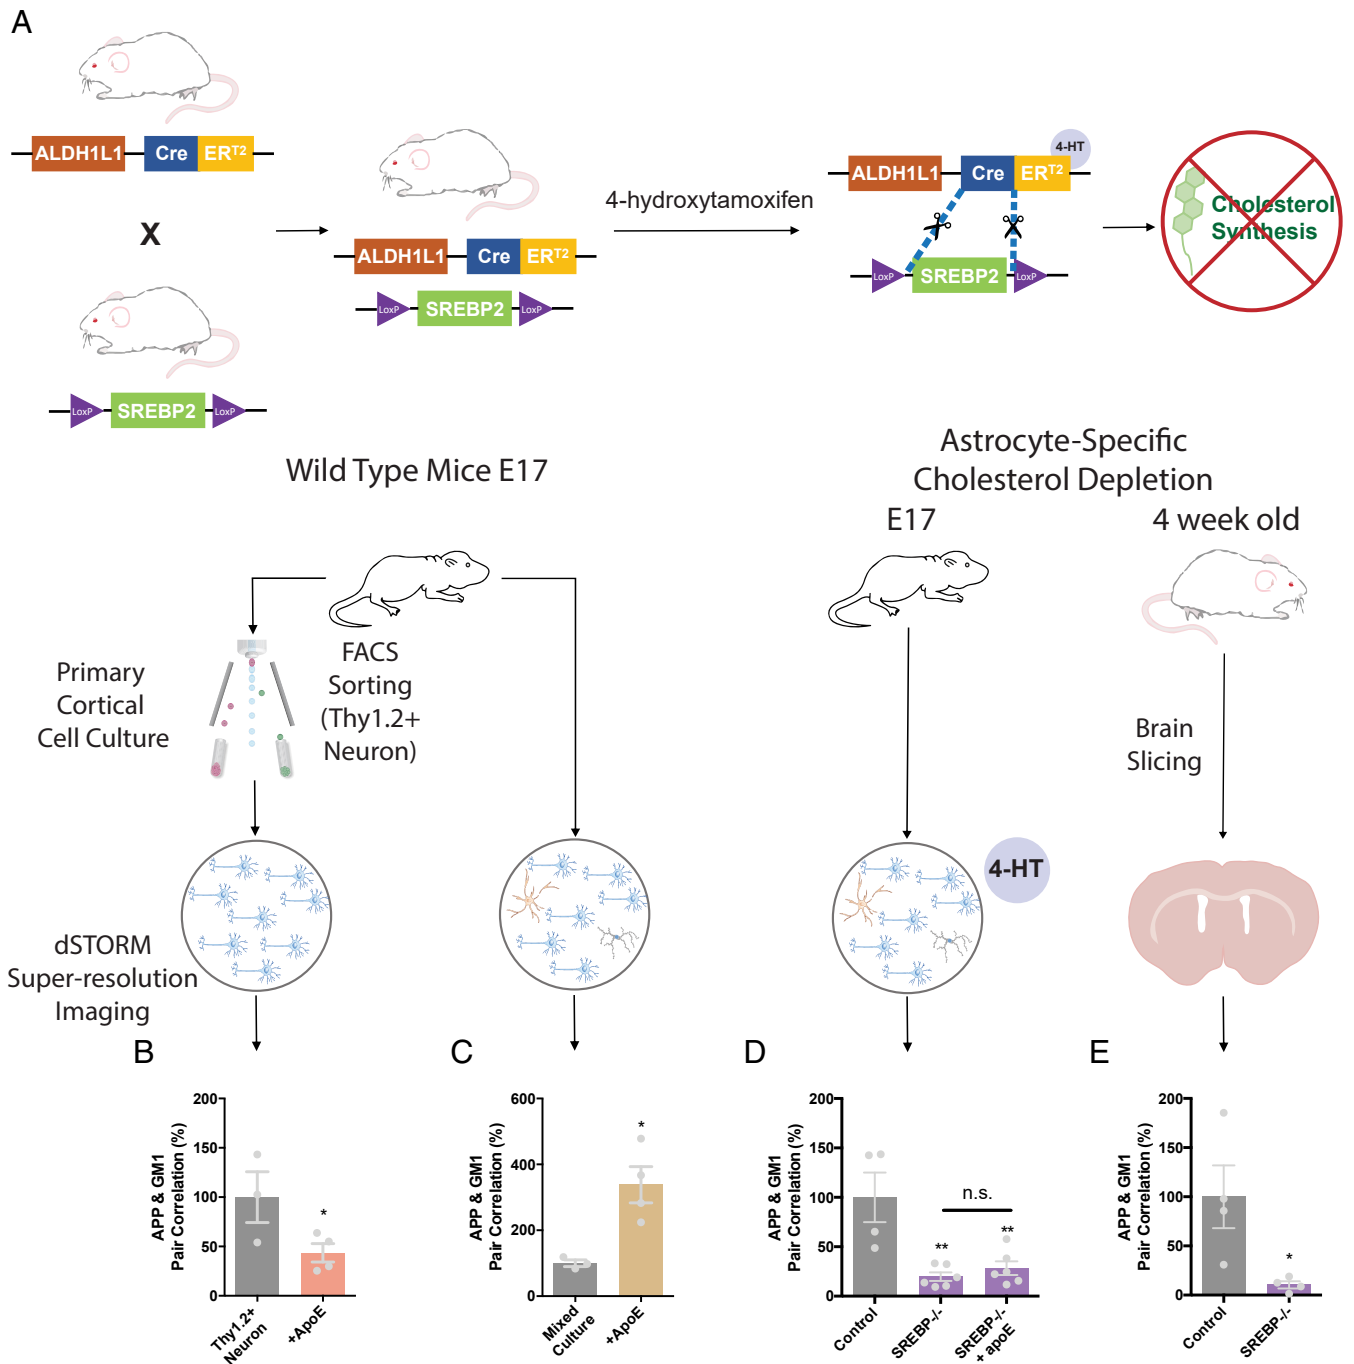 A
ALDH1L1 Cre ERT2
X
LoxP SREBP2 LoxP
ALDH1L1 Cre ERT2
LoxP SREBP2 LoxP
4-hydroxytamoxifen
4-HT
ALDH1L1 Cre ERT2
LoxP SREBP2 LoxP
Cholesterol
Synthesis
Wild Type Mice E17
Astrocyte-Specific
Cholesterol Depletion
E17
4 week old
Primary
Cortical
Cell Culture
FACS
Sorting
(Thy1.2+
Neuron)
Brain
Slicing
4-HT
dSTORM
Super-resolution
Imaging
B
APP & GM1
Pair Correlation (%)
200
150
100
50
0
*
Thy1.2+
Neuron
+ApoE
C
APP & GM1
Pair Correlation (%)
600
400
200
0
*
Mixed
Culture
+ApoE
D
APP & GM1
Pair Correlation (%)
200
150
100
50
0
n.s.
**
**
Control
SREBP-/-
SREBP-/-
+ apoE
E
APP & GM1
Pair Correlation (%)
200
150
100
50
0
*
Control
SREBP-/-